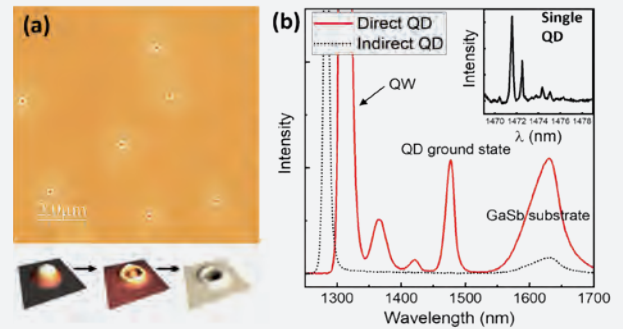 (a)
1.0µm
(b)
Direct QD
Indirect QD
QW
QD ground state
GaSb substrate
Intensity
1300
1400
1500
1600
1700
Wavelength (nm)
Single
QD
Intensity
1470
1472
1474
1476
1478
λ (nm)